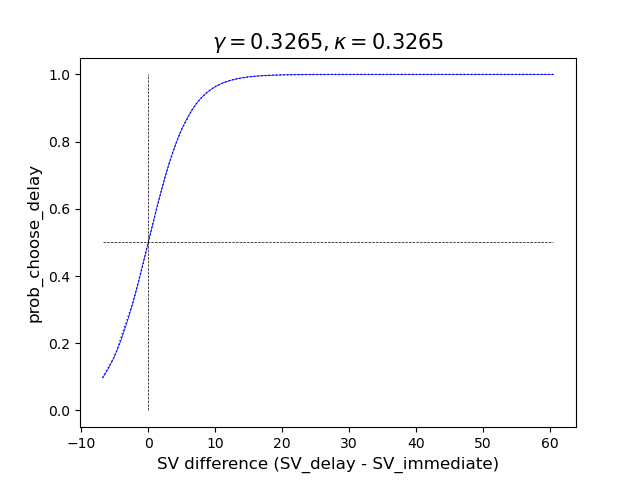 γ = 0.3265, κ = 0.3265
1.0
0.8
0.6
0.4
0.2
0.0
prob_choose_delay
−10 0 10 20 30 40 50 60
SV difference (SV_delay - SV_immediate)